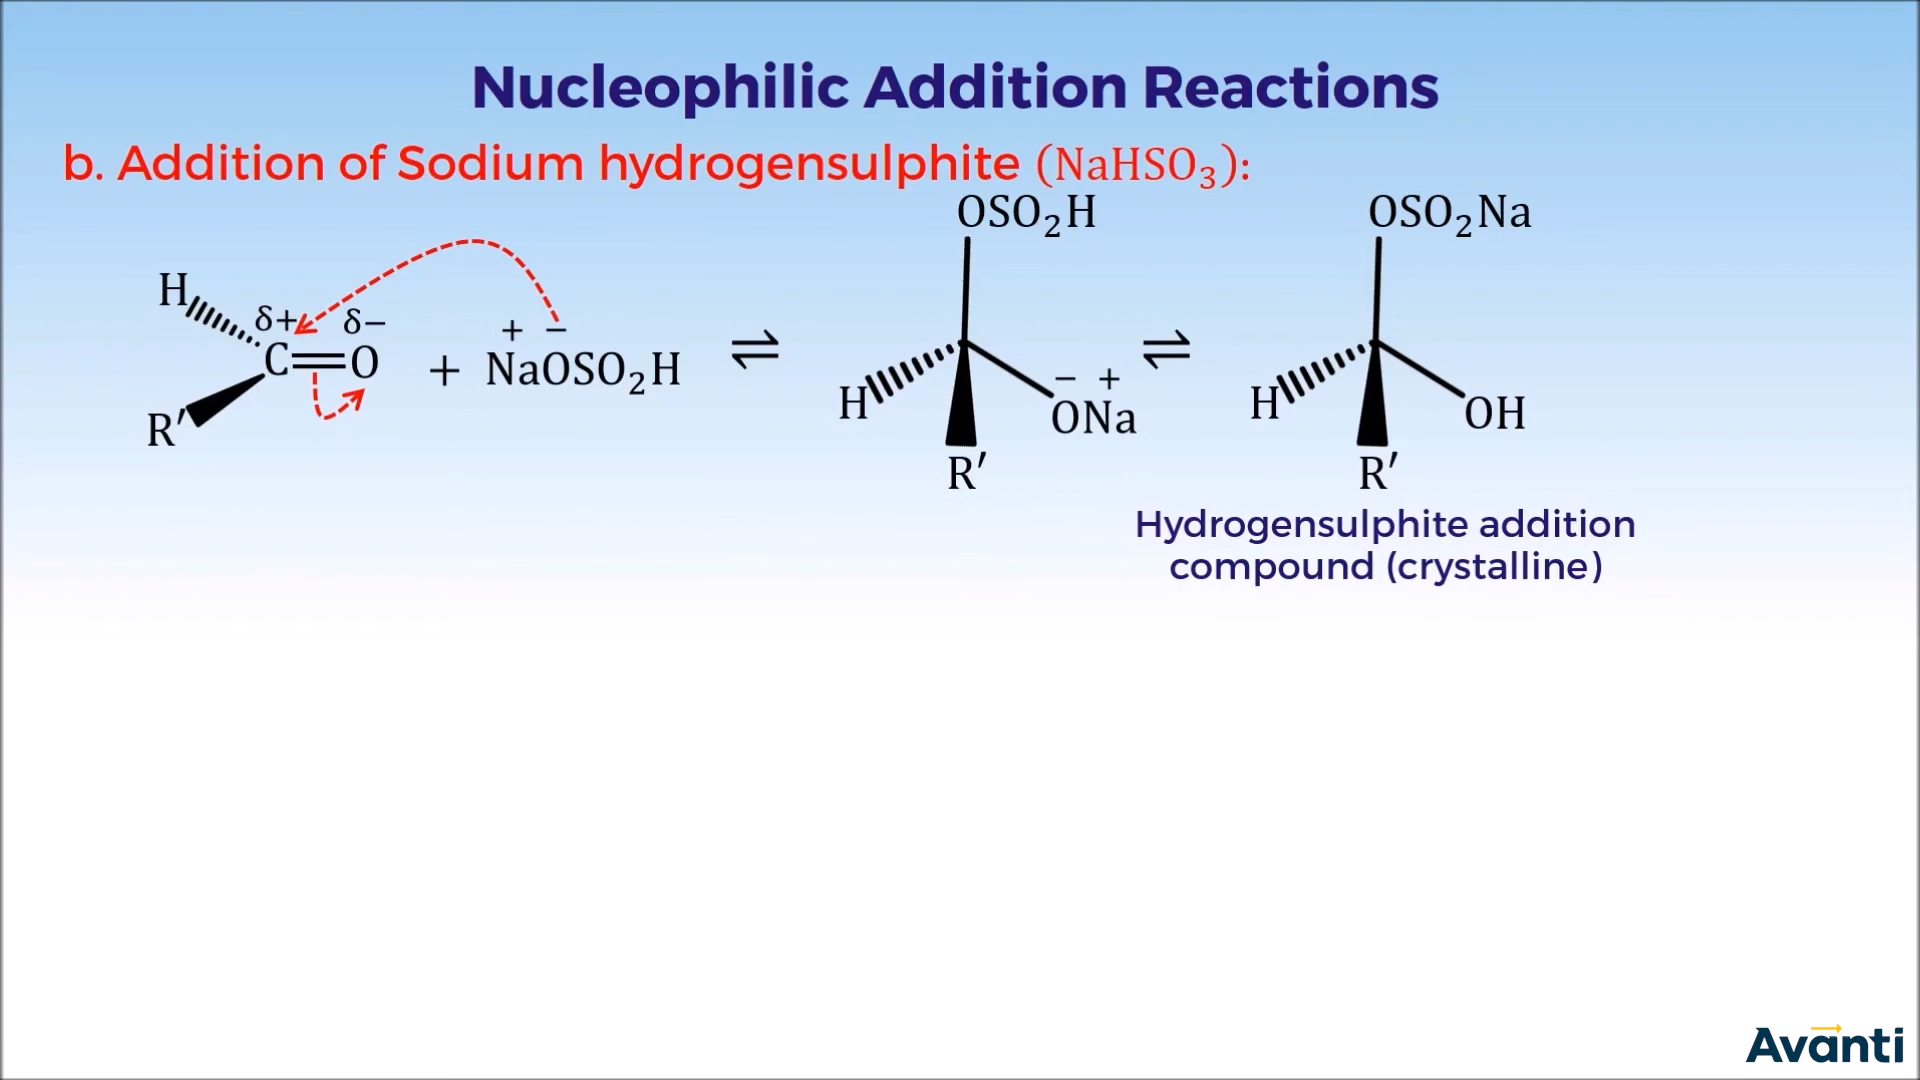 Nucleophilic Addition Reactions
b. Addition of Sodium hydrogensulphite (NaHSO₃):
H
δ+ δ−
C=O
R′
+
+ −
NaOSO₂H
⇌
OSO₂H
H
− +
ONa
R′
⇌
OSO₂Na
H
OH
R′
Hydrogensulphite addition
compound (crystalline)
Avanti